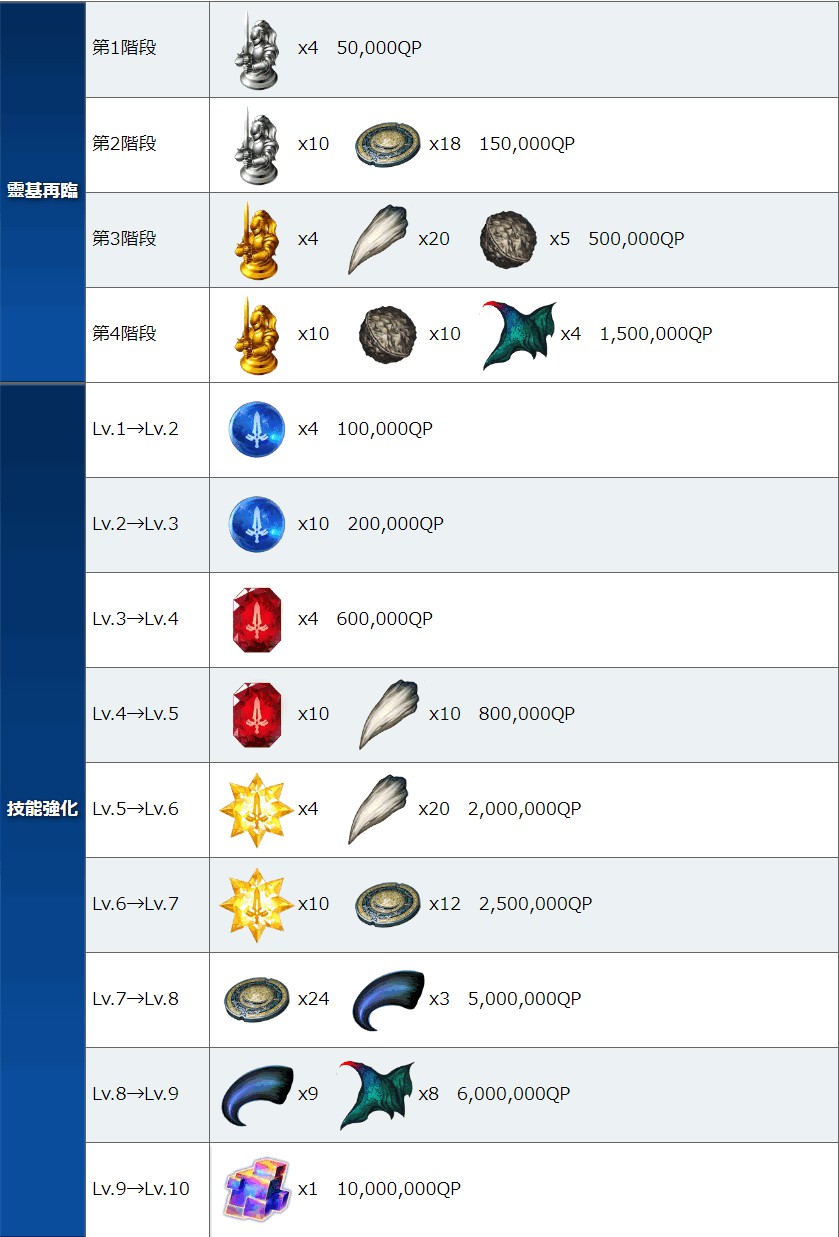 靈基再臨
第1階段 x4 50,000QP
第2階段 x10 x18 150,000QP
第3階段 x4 x20 x5 500,000QP
第4階段 x10 x10 x4 1,500,000QP
技能強化
Lv.1→Lv.2 x4 100,000QP
Lv.2→Lv.3 x10 200,000QP
Lv.3→Lv.4 x4 600,000QP
Lv.4→Lv.5 x10 x10 800,000QP
Lv.5→Lv.6 x4 x20 2,000,000QP
Lv.6→Lv.7 x10 x12 2,500,000QP
Lv.7→Lv.8 x24 x3 5,000,000QP
Lv.8→Lv.9 x9 x8 6,000,000QP
Lv.9→Lv.10 x1 10,000,000QP